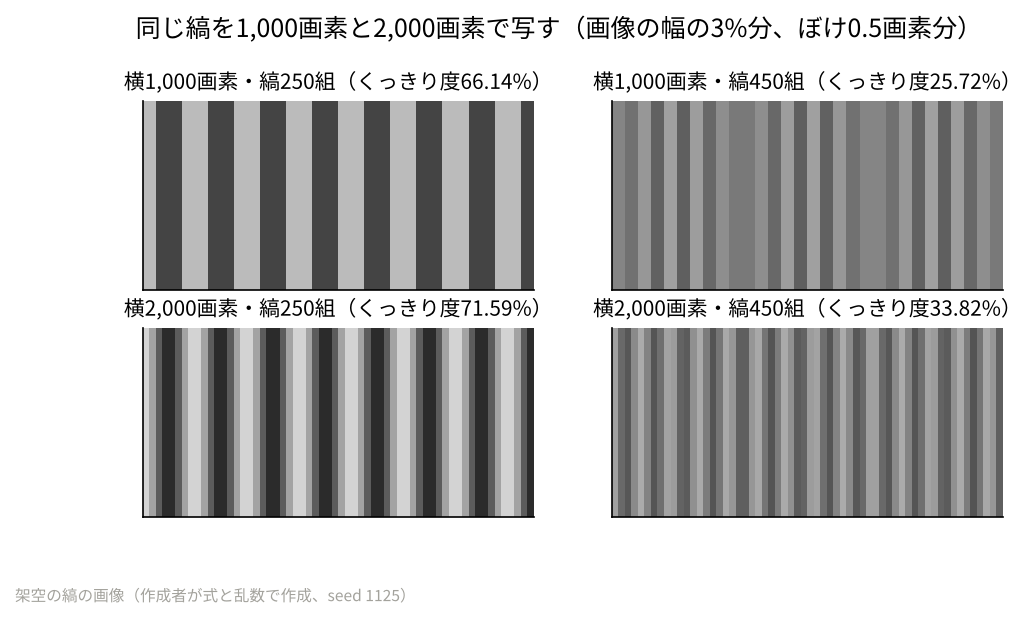 同じ縞を1,000画素と2,000画素で写す（画像の幅の3%分、ぼけ0.5画素分）
横1,000画素・縞250組（くっきり度66.14%）
横1,000画素・縞450組（くっきり度25.72%）
横2,000画素・縞250組（くっきり度71.59%）
横2,000画素・縞450組（くっきり度33.82%）
架空の縞の画像（作成者が式と乱数で作成、seed 1125）